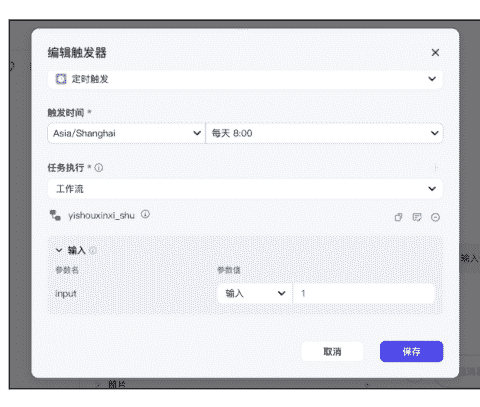 编辑触发器
定时触发
触发时间 *
Asia/Shanghai 每天 8:00
任务执行 *
工作流
yishouxinxi_shu
输入
参数名 参数值
input 输入 1
取消 保存
输入
照片